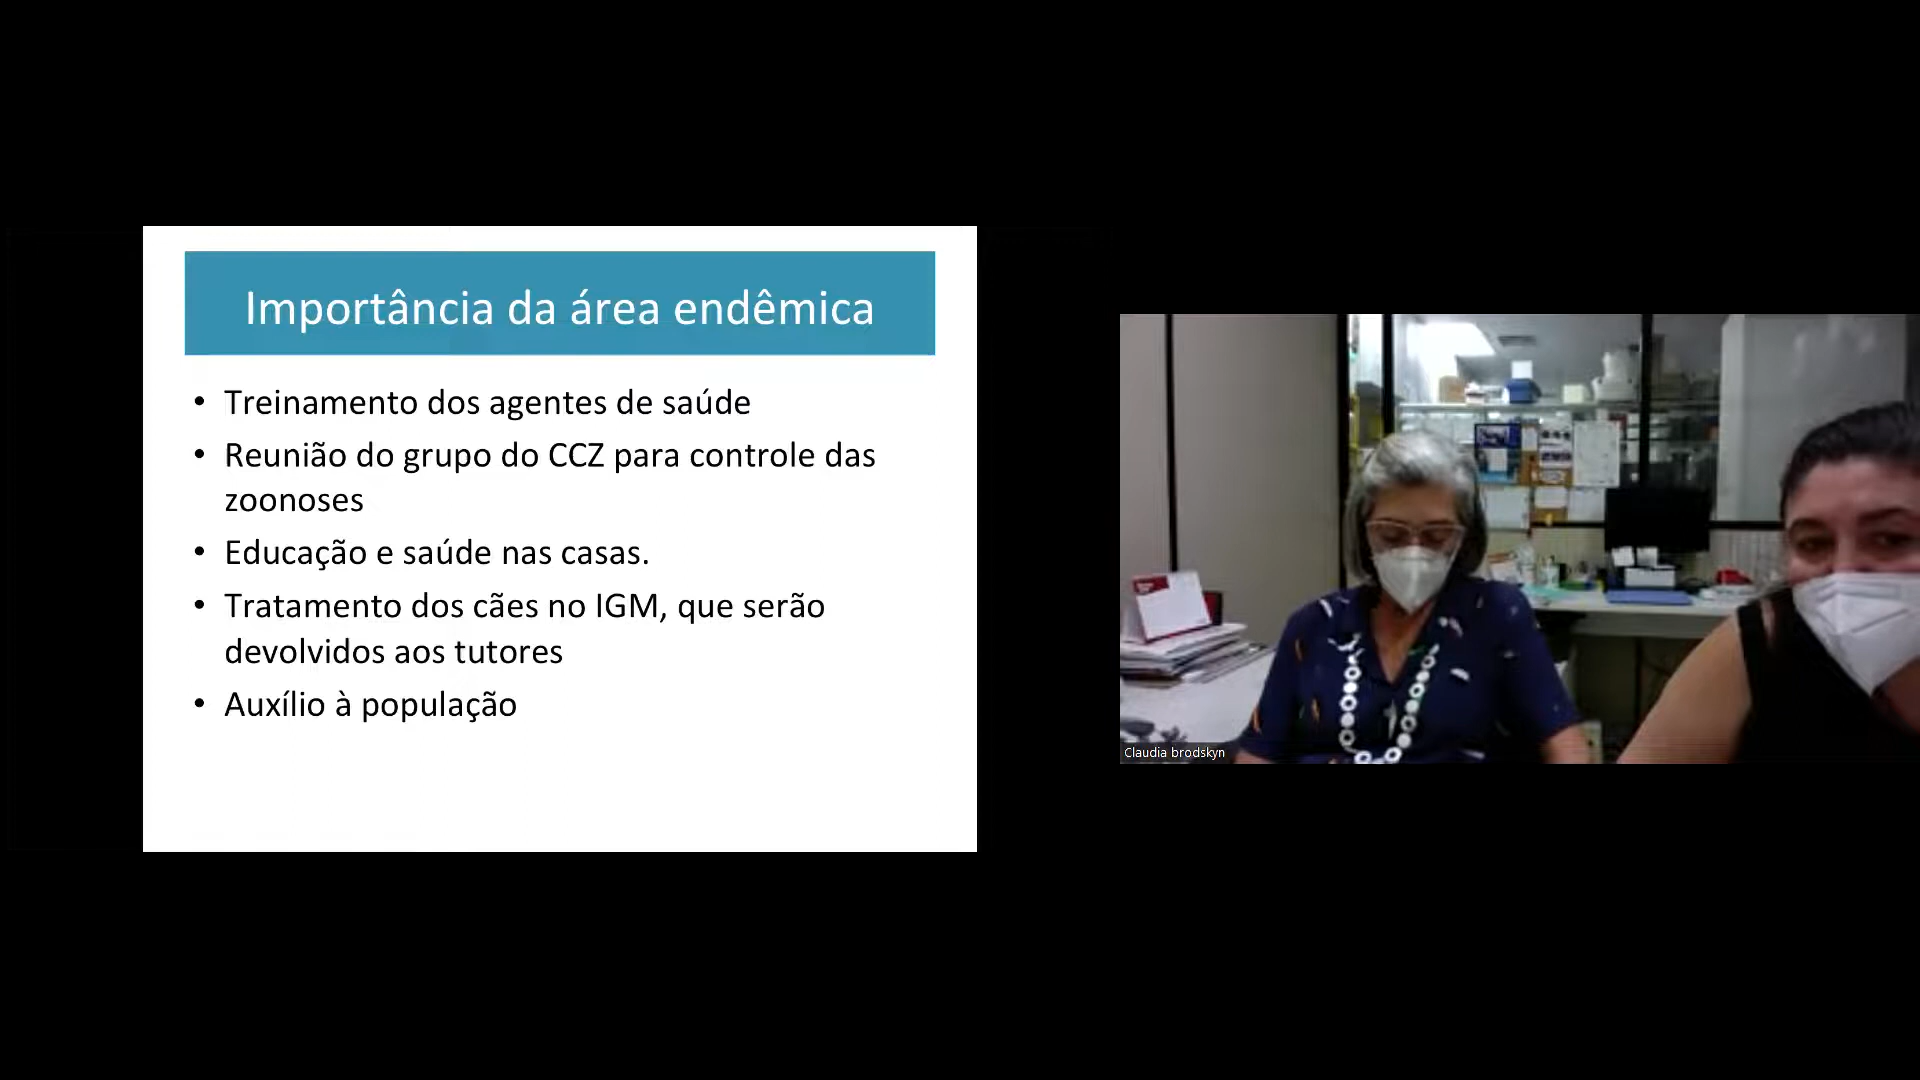 Importância da área endêmica
• Treinamento dos agentes de saúde
• Reunião do grupo do CCZ para controle das
zoonoses
• Educação e saúde nas casas.
• Tratamento dos cães no IGM, que serão
devolvidos aos tutores
• Auxílio à população
Claudia brodskyn